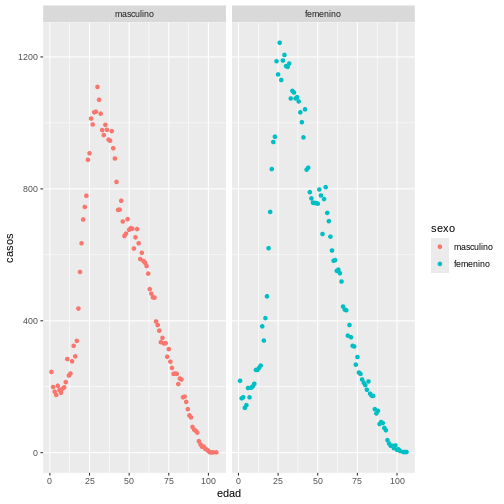 masculino
femenino
1200
800
400
0
casos
0 25 50 75 100
0 25 50 75 100
edad
sexo
masculino
femenino